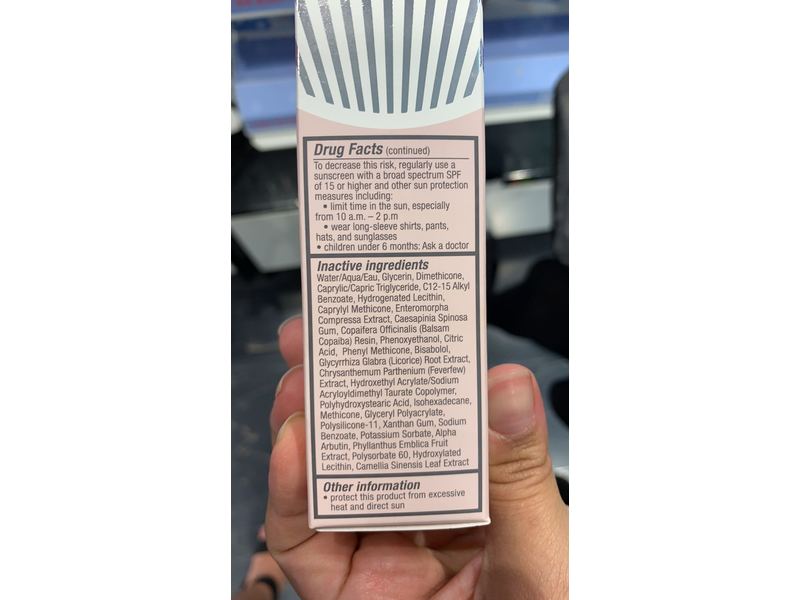 Drug Facts (continued)
To decrease this risk, regularly use a
sunscreen with a broad spectrum SPF
of 15 or higher and other sun protection
measures including:
• limit time in the sun, especially
from 10 a.m. – 2 p.m
• wear long-sleeve shirts, pants,
hats, and sunglasses
• children under 6 months: Ask a doctor
Inactive ingredients
Water/Aqua/Eau, Glycerin, Dimethicone,
Caprylic/Capric Triglyceride, C12-15 Alkyl
Benzoate, Hydrogenated Lecithin,
Caprylyl Methicone, Enteromorpha
Compressa Extract, Caesapinia Spinosa
Gum, Copaifera Officinalis (Balsam
Copaiba) Resin, Phenoxyethanol, Citric
Acid, Phenyl Methicone, Bisabolol,
Glycyrrhiza Glabra (Licorice) Root Extract,
Chrysanthemum Parthenium (Feverfew)
Extract, Hydroxethyl Acrylate/Sodium
Acryloyldimethyl Taurate Copolymer,
Polyhydroxystearic Acid, Isohexadecane,
Methicone, Glyceryl Polyacrylate,
Polysilicone-11, Xanthan Gum, Sodium
Benzoate, Potassium Sorbate, Alpha
Arbutin, Phyllanthus Emblica Fruit
Extract, Polysorbate 60, Hydroxylated
Lecithin, Camellia Sinensis Leaf Extract
Other information
• protect this product from excessive
heat and direct sun